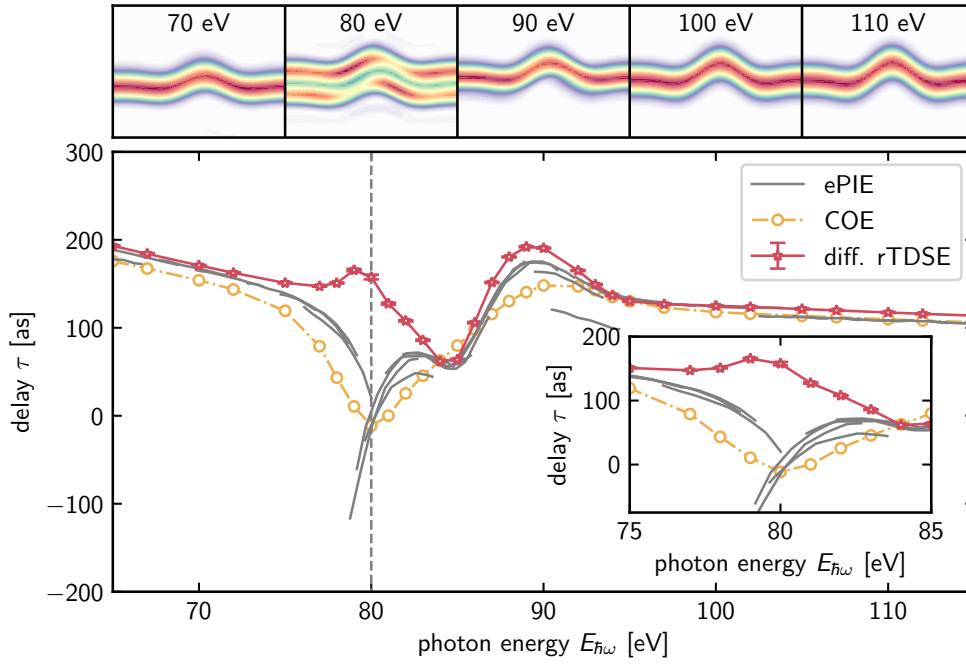 70 eV 80 eV 90 eV 100 eV 110 eV
300
200
100
0
−100
−200
delay τ [as]
ePIE
COE
diff. rTDSE
200
100
0
delay τ [as]
75 80 85
photon energy Eℏω [eV]
70 80 90 100 110
photon energy Eℏω [eV]